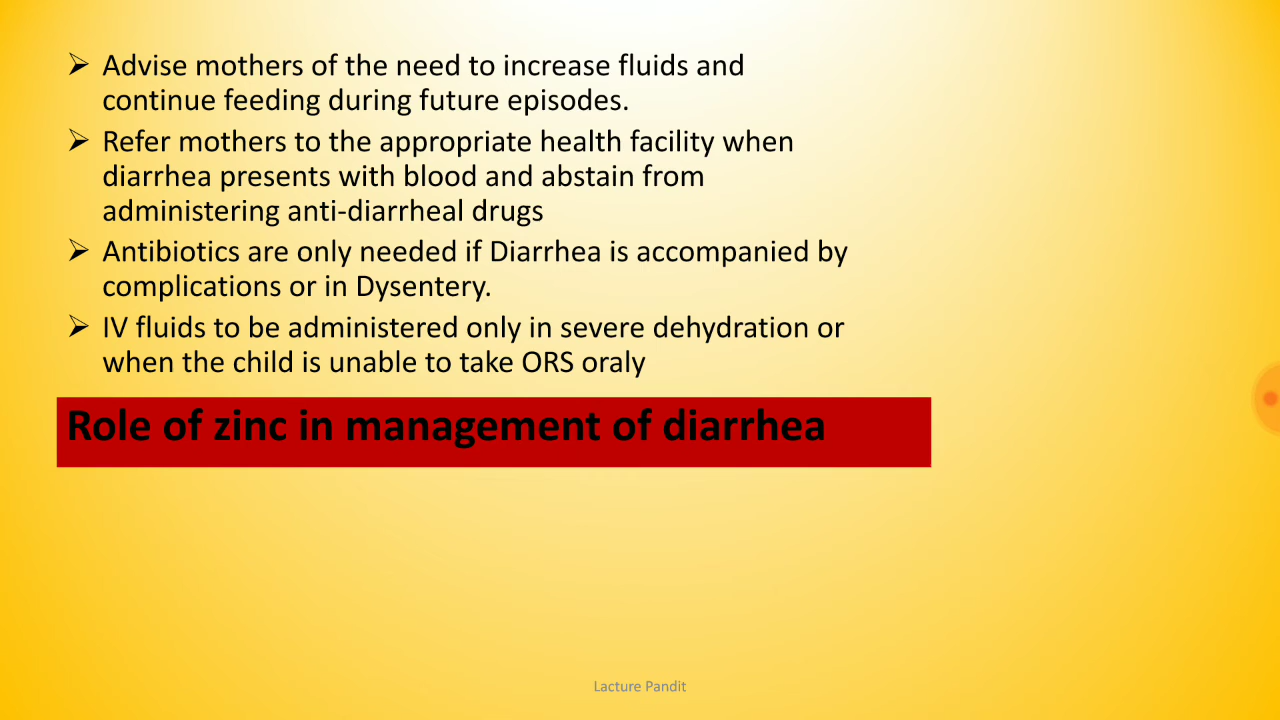 ➢ Advise mothers of the need to increase fluids and
continue feeding during future episodes.
➢ Refer mothers to the appropriate health facility when
diarrhea presents with blood and abstain from
administering anti-diarrheal drugs
➢ Antibiotics are only needed if Diarrhea is accompanied by
complications or in Dysentery.
➢ IV fluids to be administered only in severe dehydration or
when the child is unable to take ORS oraly
Role of zinc in management of diarrhea
Lacture Pandit